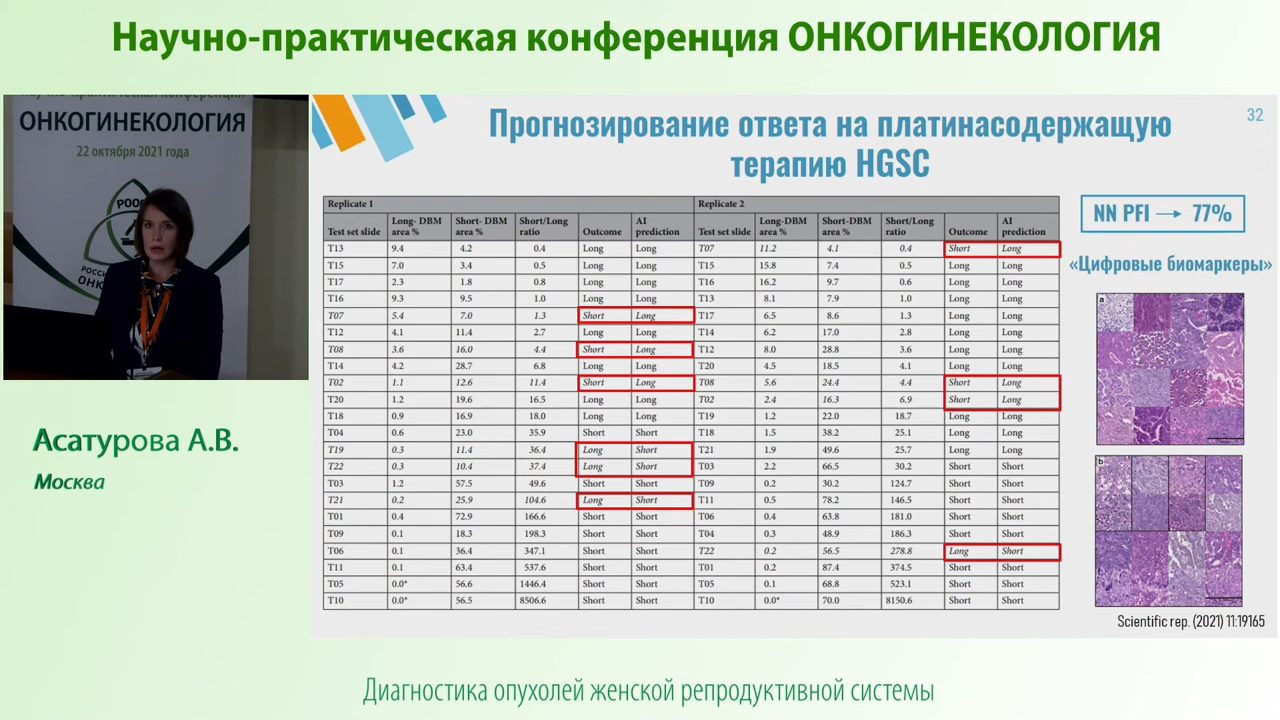 Научно-практическая конференция ОНКОГИНЕКОЛОГИЯ
научно-практическая конференция
ОНКОГИНЕКОЛОГИЯ
22 октября 2021 года
Асатурова А.В.
Москва
32
Прогнозирование ответа на платинасодержащую
терапию HGSC
Replicate 1 Replicate 2
Test set slide Long- DBM area % Short- DBM area % Short/Long ratio Outcome AI prediction Test set slide Long-DBM area % Short-DBM area % Short/Long ratio Outcome AI prediction
T13 9.4 4.2 0.4 Long Long T07 11.2 4.1 0.4 Short Long
T15 7.0 3.4 0.5 Long Long T15 15.8 7.4 0.5 Long Long
T17 2.3 1.8 0.8 Long Long T16 16.2 9.7 0.6 Long Long
T16 9.3 9.5 1.0 Long Long T13 8.1 7.9 1.0 Long Long
T07 5.4 7.0 1.3 Short Long T17 6.5 8.6 1.3 Long Long
T12 4.1 11.4 2.7 Long Long T14 6.2 17.0 2.8 Long Long
T08 3.6 16.0 4.4 Short Long T12 8.0 28.8 3.6 Long Long
T14 4.2 28.7 6.8 Long Long T20 4.5 18.5 4.1 Long Long
T02 1.1 12.6 11.4 Short Long T08 5.6 24.4 4.4 Short Long
T20 1.2 19.6 16.5 Long Long T02 2.4 16.3 6.9 Short Long
T18 0.9 16.9 18.0 Long Long T19 1.2 22.0 18.7 Long Long
T04 0.6 23.0 35.9 Short Short T18 1.5 38.2 25.1 Long Long
T19 0.3 11.4 36.4 Long Short T21 1.9 49.6 25.7 Long Long
T22 0.3 10.4 37.4 Long Short T03 2.2 66.5 30.2 Short Short
T03 1.2 57.5 49.6 Short Short T09 0.2 30.2 124.7 Short Short
T21 0.2 25.9 104.6 Long Short T11 0.5 78.2 146.5 Short Short
T01 0.4 72.9 166.6 Short Short T06 0.4 63.8 181.0 Short Short
T09 0.1 18.3 198.3 Short Short T04 0.3 48.9 186.3 Short Short
T06 0.1 36.4 347.1 Short Short T22 0.2 56.5 278.8 Long Short
T11 0.1 63.4 537.6 Short Short T01 0.2 87.4 374.5 Short Short
T05 0.0* 56.6 1446.4 Short Short T05 0.1 68.8 523.1 Short Short
T10 0.0* 56.5 8506.6 Short Short T10 0.0* 70.0 8150.6 Short Short
NN PFI → 77%
«Цифровые биомаркеры»
a
b
Scientific rep. (2021) 11:19165
Диагностика опухолей женской репродуктивной системы